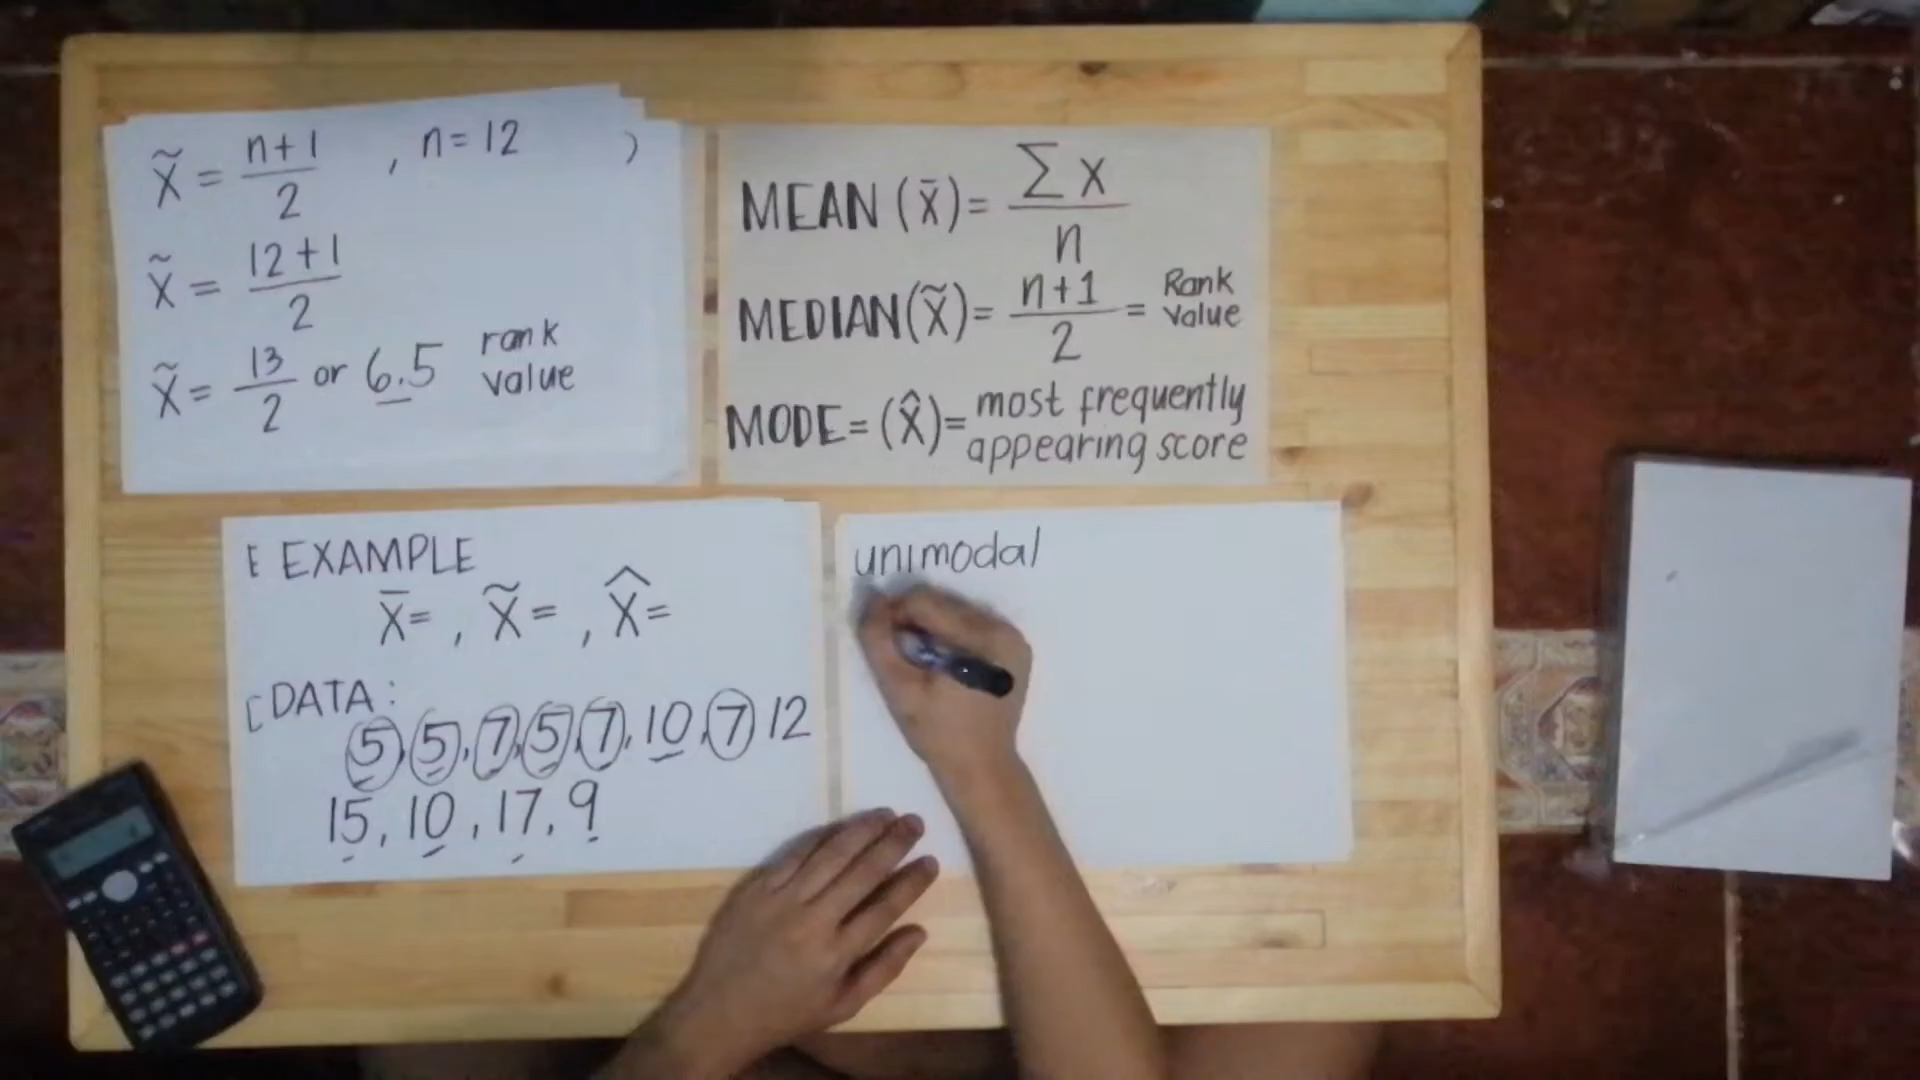 X̃ = n+1 / 2 , n=12 )
X̃ = 12+1 / 2
X̃ = 13 / 2 or 6.5 rank value
MEAN (x̄)= ∑x / n
MEDIAN(x̃)= n+1 / 2 = Rank Value
MODE= (x̂)= most frequently
appearing score
[ EXAMPLE
x̄= , x̃= , x̂=
[ DATA:
5, 5, 7, 5, 7, 10, 7 12
15, 10, 17, 9
unimodal